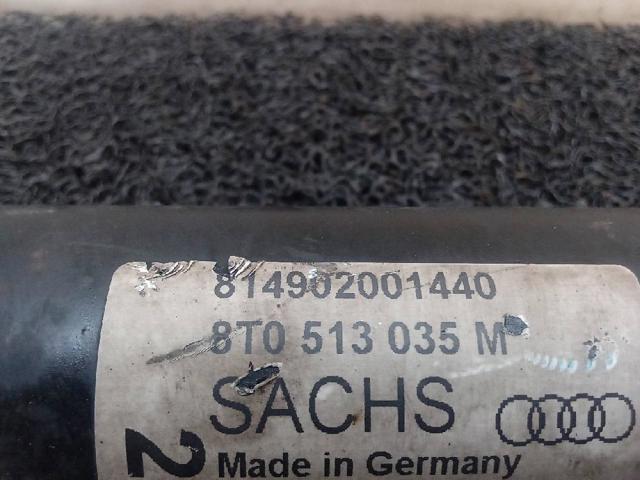 814902001440
8T0 513 035 M
SACHS
2
Made in Germany